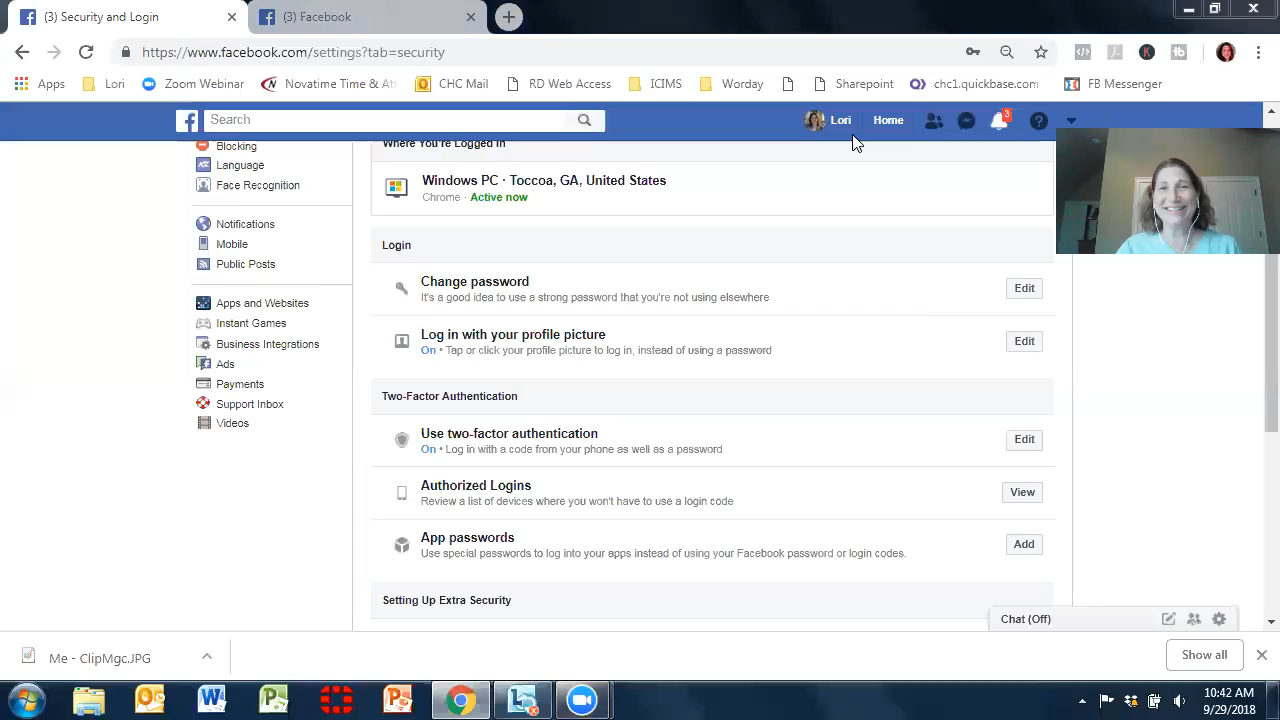 (3) Security and Login
(3) Facebook
https://www.facebook.com/settings?tab=security
Apps
Lori
Zoom Webinar
Novatime Time & At
CHC Mail
RD Web Access
ICIMS
Worday
Sharepoint
chc1.quickbase.com
FB Messenger
Search
Lori
Home
3
Blocking
Language
Face Recognition
Notifications
Mobile
Public Posts
Apps and Websites
Instant Games
Business Integrations
Ads
Payments
Support Inbox
Videos
Where You're Logged In
Windows PC · Toccoa, GA, United States
Chrome · Active now
Login
Change password
It's a good idea to use a strong password that you're not using elsewhere
Edit
Log in with your profile picture
On • Tap or click your profile picture to log in, instead of using a password
Edit
Two-Factor Authentication
Use two-factor authentication
On • Log in with a code from your phone as well as a password
Edit
Authorized Logins
Review a list of devices where you won't have to use a login code
View
App passwords
Use special passwords to log into your apps instead of using your Facebook password or login codes.
Add
Setting Up Extra Security
Chat (Off)
Me - ClipMgc.JPG
Show all
10:42 AM
9/29/2018